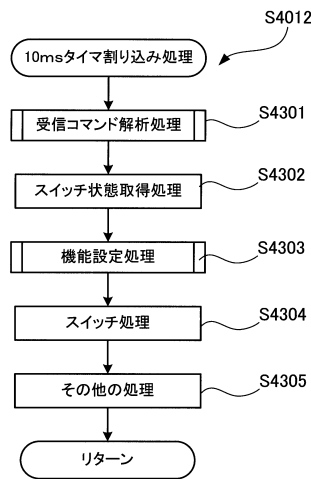 S4012
10msタイマ割り込み処理
受信コマンド解析処理
S4301
スイッチ状態取得処理
S4302
機能設定処理
S4303
スイッチ処理
S4304
その他の処理
S4305
リターン